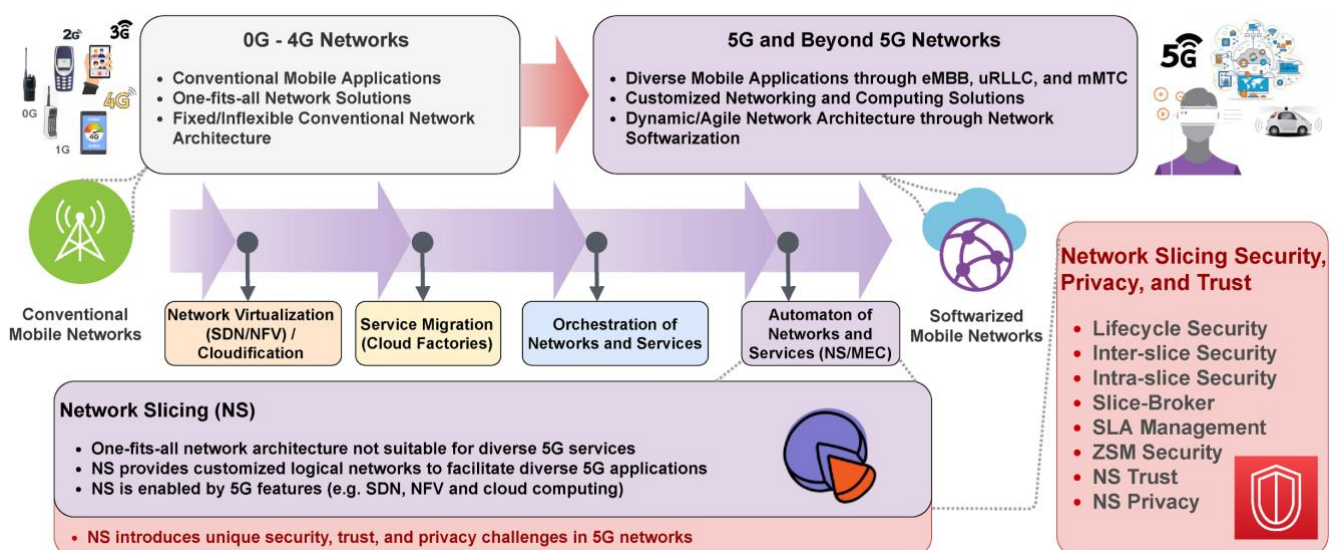 2G
3G
0G
4G
4G
1G
0G - 4G Networks
• Conventional Mobile Applications
• One-fits-all Network Solutions
• Fixed/Inflexible Conventional Network
Architecture
5G and Beyond 5G Networks
• Diverse Mobile Applications through eMBB, uRLLC, and mMTC
• Customized Networking and Computing Solutions
• Dynamic/Agile Network Architecture through Network
Softwarization
5G
Conventional
Mobile Networks
Network Virtualization
(SDN/NFV) /
Cloudification
Service Migration
(Cloud Factories)
Orchestration of
Networks and Services
Automaton of
Networks and
Services (NS/MEC)
Softwarized
Mobile Networks
Network Slicing (NS)
• One-fits-all network architecture not suitable for diverse 5G services
• NS provides customized logical networks to facilitate diverse 5G applications
• NS is enabled by 5G features (e.g. SDN, NFV and cloud computing)
• NS introduces unique security, trust, and privacy challenges in 5G networks
Network Slicing Security,
Privacy, and Trust
• Lifecycle Security
• Inter-slice Security
• Intra-slice Security
• Slice-Broker
• SLA Management
• ZSM Security
• NS Trust
• NS Privacy